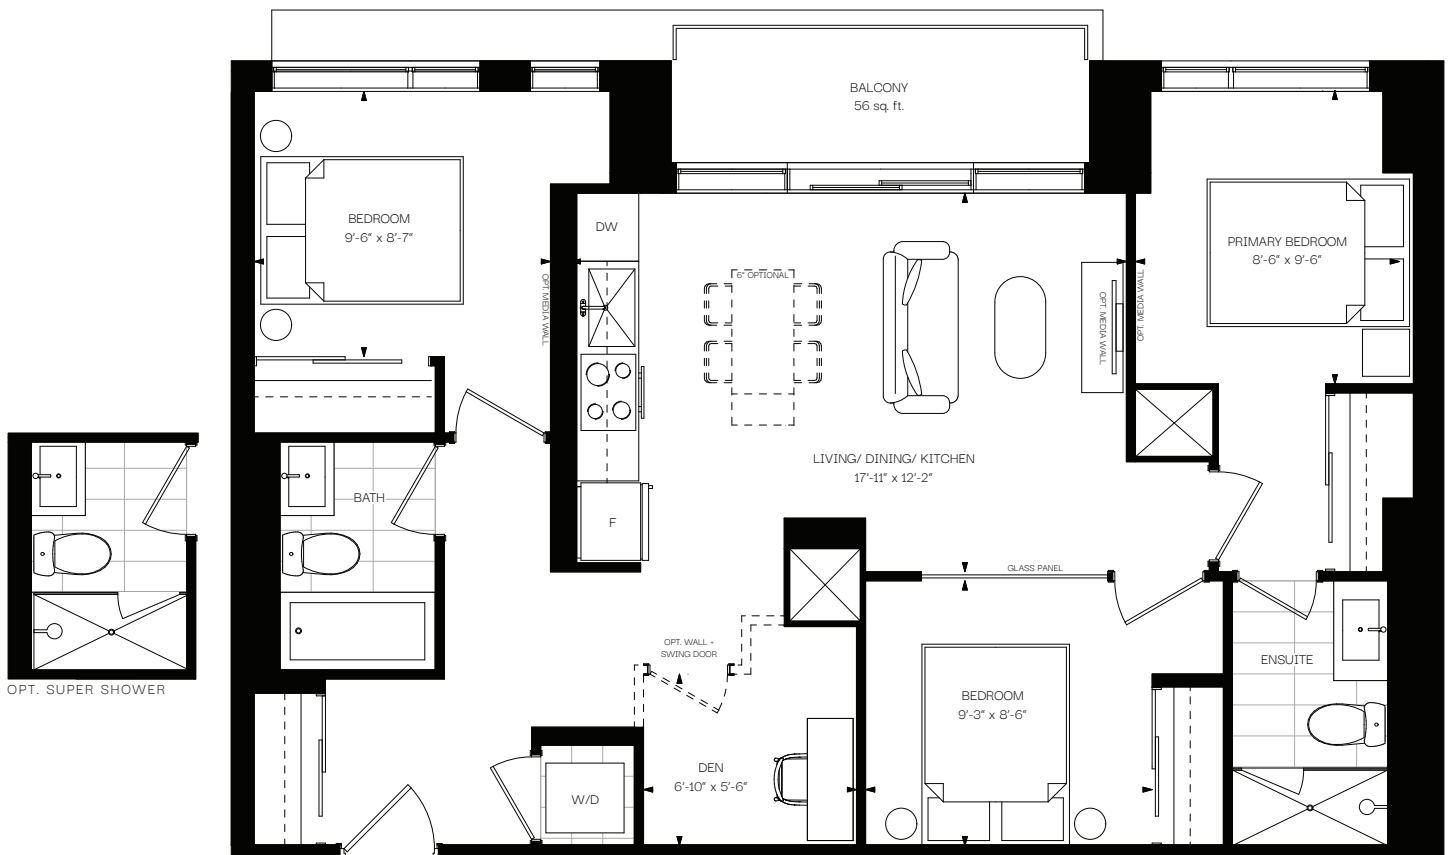 BALCONY
56 sq. ft.
BEDROOM
9'-6" x 8'-7"
OPT. MEDIA WALL
DW
6" OPTIONAL
OPT. MEDIA WALL
OPT. MEDIA WALL
PRIMARY BEDROOM
8'-6" x 9'-6"
LIVING/ DINING/ KITCHEN
17'-11" x 12'-2"
BATH
F
GLASS PANEL
OPT. WALL +
SWING DOOR
ENSUITE
OPT. SUPER SHOWER
BEDROOM
9'-3" x 8'-6"
DEN
6'-10" x 5'-6"
W/D